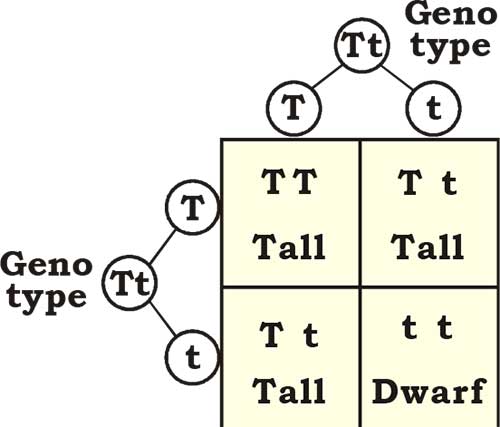 Geno
type
Tt
T t
T T T t
T
Tall Tall
Geno
type
Tt
T t t t
t
Tall Dwarf